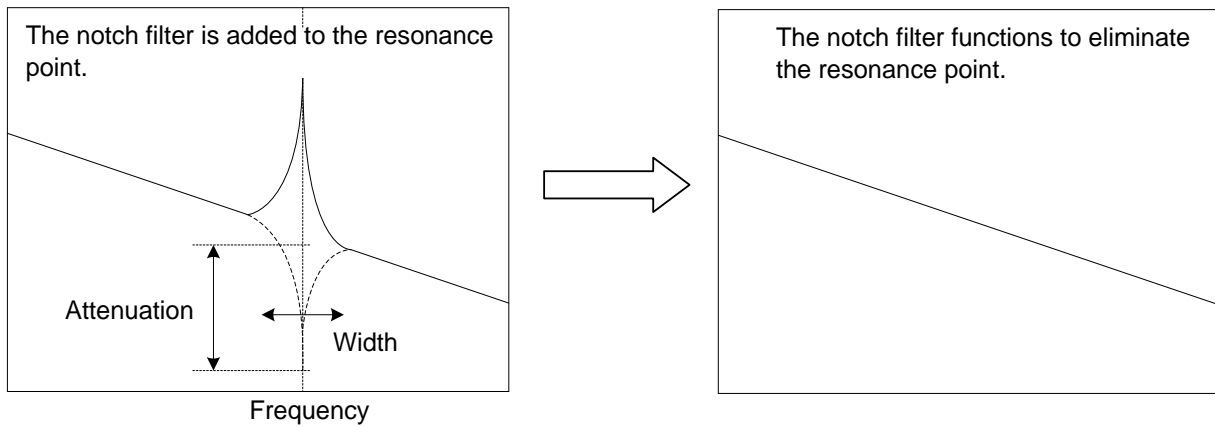 The notch filter is added to the resonance
point.
Attenuation
Width
Frequency
The notch filter functions to eliminate
the resonance point.